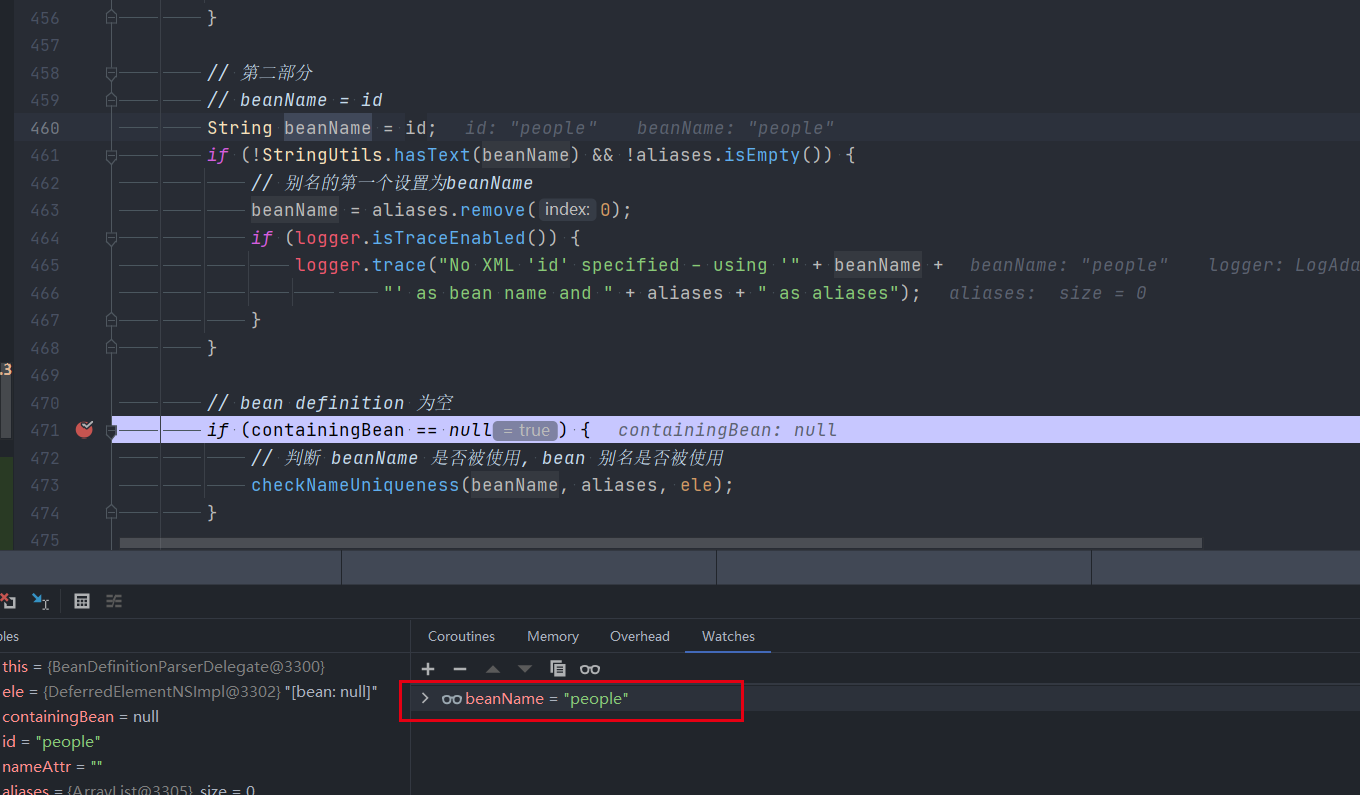 456 }
457
458 // 第二部分
459 // beanName = id
460 String beanName = id; id: "people" beanName: "people"
461 if (!StringUtils.hasText(beanName) && !aliases.isEmpty()) {
462 // 别名的第一个设置为beanName
463 beanName = aliases.remove( index: 0);
464 if (logger.isTraceEnabled()) {
465 logger.trace("No XML 'id' specified - using '" + beanName + beanName: "people" logger: LogAda
466 "' as bean name and " + aliases + " as aliases"); aliases: size = 0
467 }
468 }
.3
469
470 // bean definition 为空
471 if (containingBean == null = true ) { containingBean: null
472 // 判断 beanName 是否被使用, bean 别名是否被使用
473 checkNameUniqueness(beanName, aliases, ele);
474 }
475
bles
Coroutines Memory Overhead Watches
this = {BeanDefinitionParserDelegate@3300}
ele = {DeferredElementNSImpl@3302} "[bean: null]"
containingBean = null
id = "people"
nameAttr = ""
aliases = {ArrayList@3305} size = 0
beanName = "people"